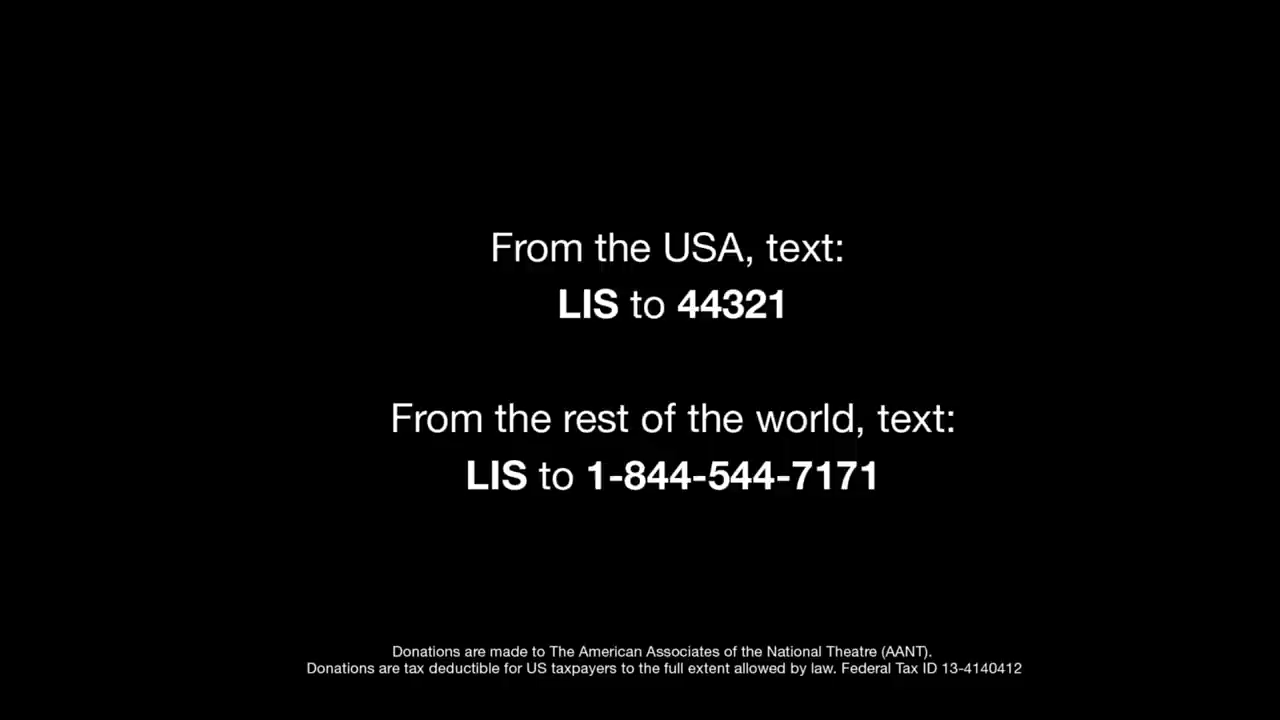 From the USA, text:
LIS to 44321
From the rest of the world, text:
LIS to 1-844-544-7171
Donations are made to The American Associates of the National Theatre (AANT).
Donations are tax deductible for US taxpayers to the full extent allowed by law. Federal Tax ID 13-4140412